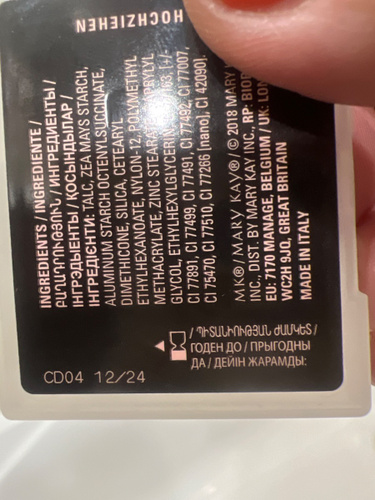 HOCHZIEHEN
INGREDIENTS / INGREDIENTE /
ԲԱՂԱԴՐՈՒԹՅՈՒՆ / ИНГРЕДИЕНТЫ /
ІНГРЭДЫЕНТЫ / ҚОСЫНДЫЛАР /
ІНГРЕДІЄНТИ: TALC, ZEA MAYS STARCH,
ALUMINUM STARCH OCTENYLSUCCINATE,
DIMETHICONE, SILICA, CETEARYL
ETHYLHEXANOATE, NYLON-12, POLYMETHYL
METHACRYLATE, ZINC STEARATE,
GLYCOL, ETHYLHEXYLGLYCERIN, [+/
CI 77891, CI 77499, CI 77491, CI 77492, CI 77007,
CI 75470, CI 77510, CI 77266 [nano], CI 42090].
MK® / MARY KAY® / © 2018 MARY
INC., DIST. BY MARY KAY INC., RP: BIOR
EU: 7170 MANAGE, BELGIUM / UK: LON
WC2H 9JQ, GREAT BRITAIN
MADE IN ITALY
/ ՊԻՏԱՆԻՈՒԹՅԱՆ ԺԱՄԿԵՏ /
ГОДЕН ДО / ПРЫГОДНЫ
ДА / ДЕЙІН ЖАРАМДЫ:
CD04 12/24